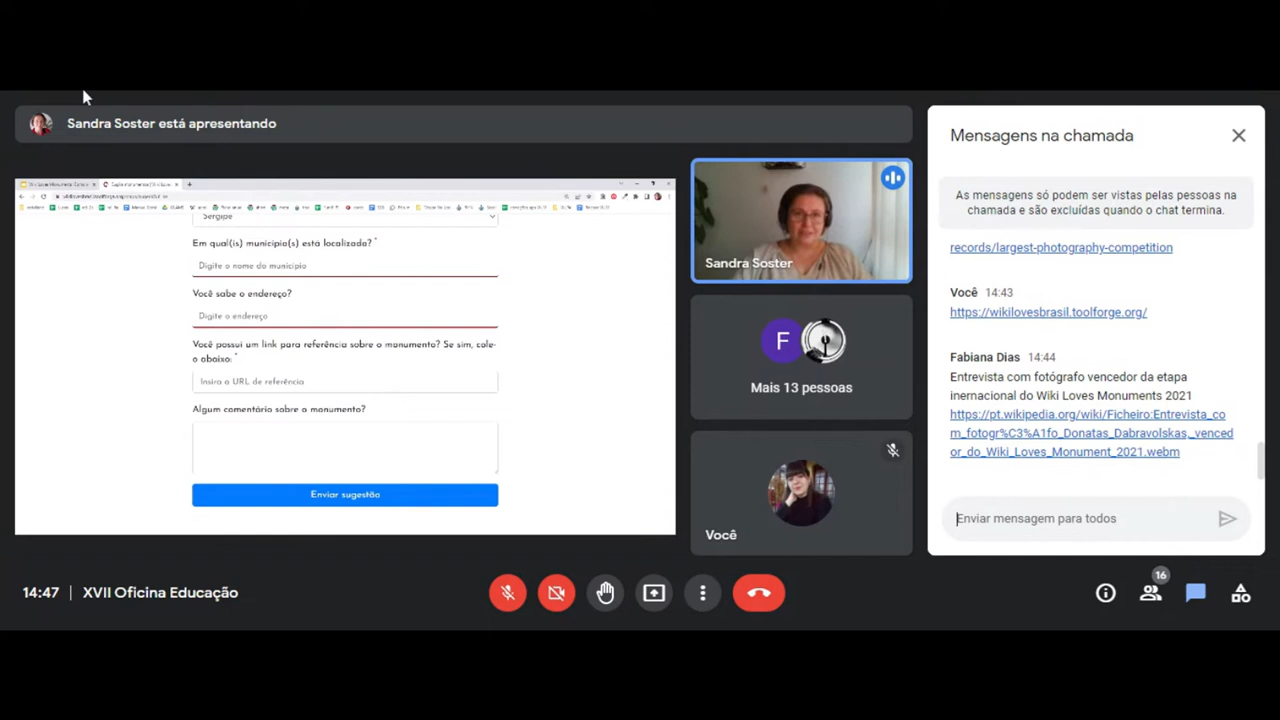 Sandra Soster está apresentando
Sergipe
Em qual(is) município(s) está localizada? *
Digite o nome do município
Você sabe o endereço?
Digite o endereço
Você possui um link para referência sobre o monumento? Se sim, cole-
o abaixo: *
Insira a URL de referência
Algum comentário sobre o monumento?
Enviar sugestão
Sandra Soster
F
Mais 13 pessoas
Você
Mensagens na chamada
As mensagens só podem ser vistas pelas pessoas na
chamada e são excluídas quando o chat termina.
records/largest-photography-competition
Você 14:43
https://wikilovesbrasil.toolforge.org/
Fabiana Dias 14:44
Entrevista com fotógrafo vencedor da etapa
inernacional do Wiki Loves Monuments 2021
https://pt.wikipedia.org/wiki/Ficheiro:Entrevista_co
m_fotogr%C3%A1fo_Donatas_Dabravolskas,_venced
or_do_Wiki_Loves_Monument_2021.webm
Enviar mensagem para todos
14:47 | XVII Oficina Educação
16